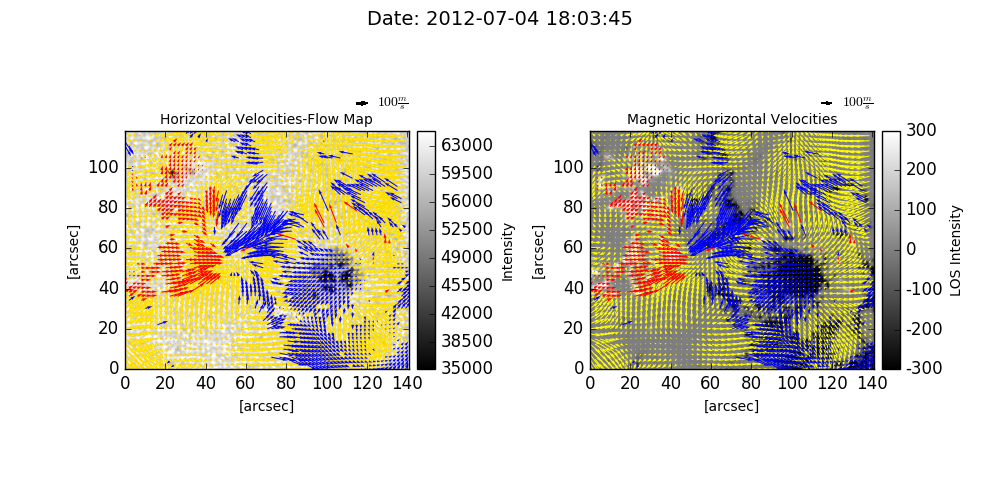 Date: 2012-07-04 18:03:45
100 m/s
100 m/s
Horizontal Velocities-Flow Map
Magnetic Horizontal Velocities
[arcsec]
100
80
60
40
20
0
0 20 40 60 80 100 120 140
[arcsec]
63000
59500
56000
52500
49000
45500
42000
38500
35000
Intensity
[arcsec]
100
80
60
40
20
0
0 20 40 60 80 100 120 140
[arcsec]
300
200
100
0
-100
-200
-300
LOS Intensity